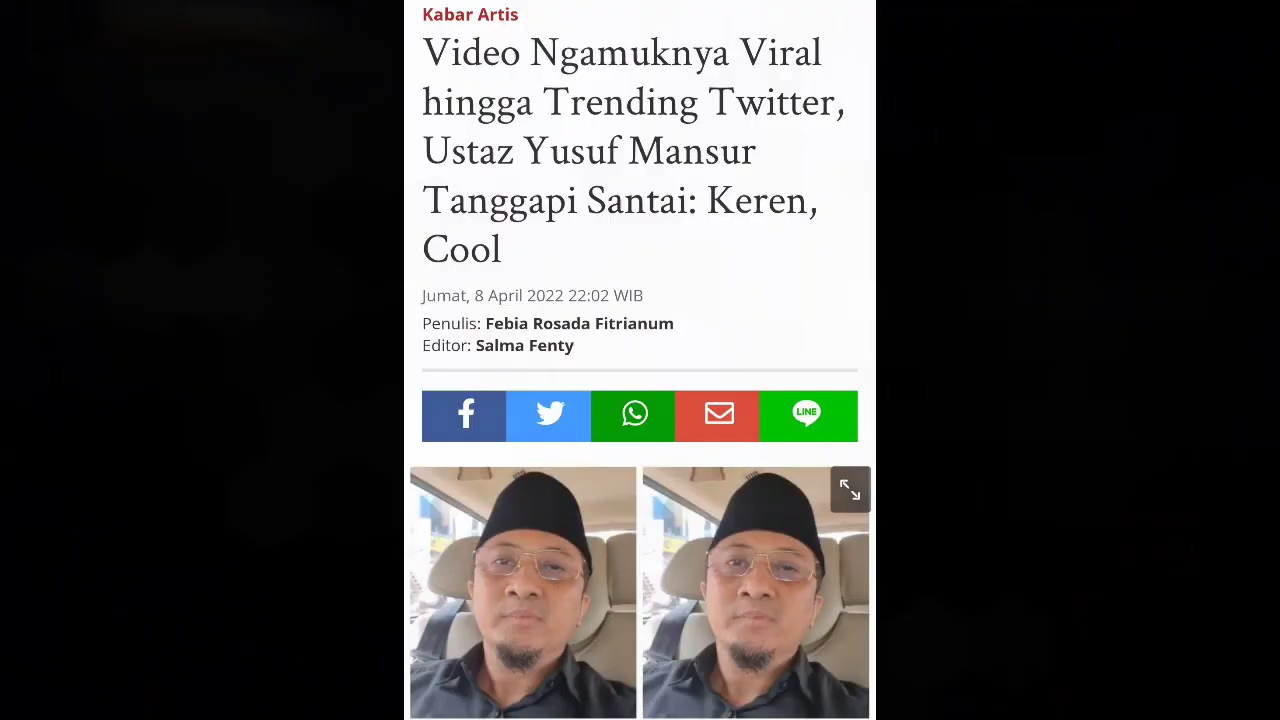 Kabar Artis
Video Ngamuknya Viral
hingga Trending Twitter,
Ustaz Yusuf Mansur
Tanggapi Santai: Keren,
Cool
Jumat, 8 April 2022 22:02 WIB
Penulis: Febia Rosada Fitrianum
Editor: Salma Fenty
LINE